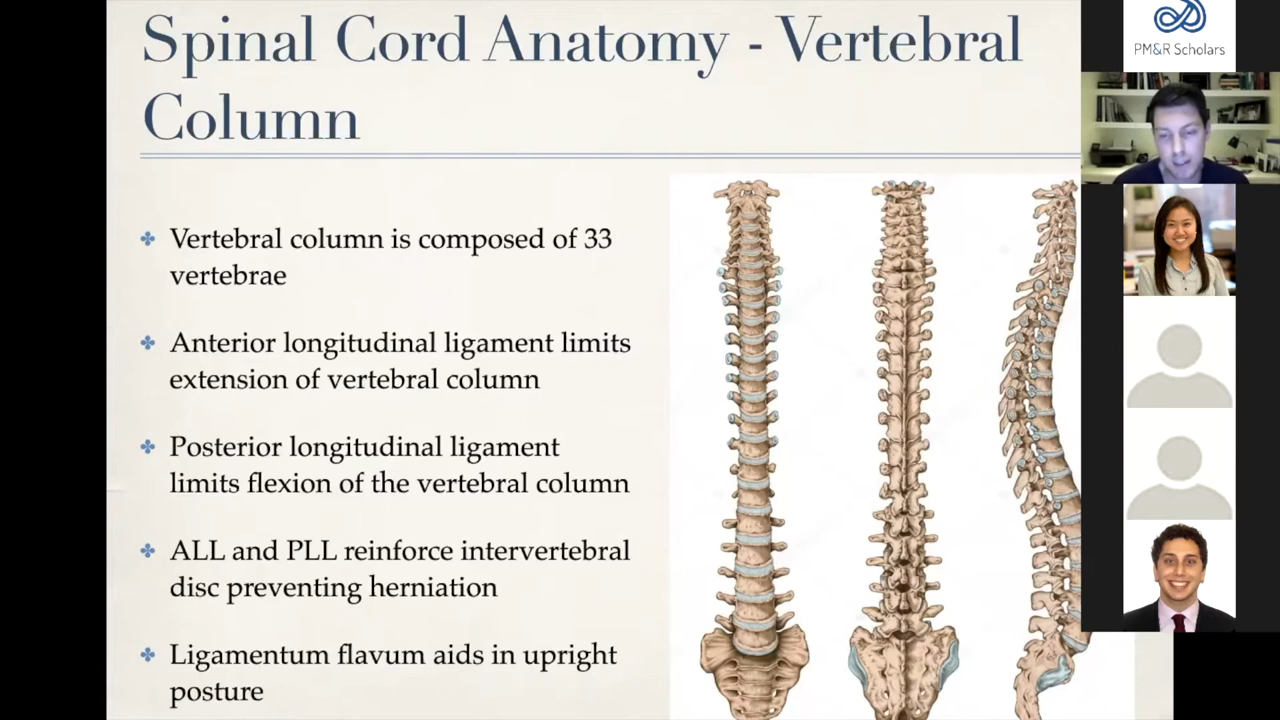 Spinal Cord Anatomy - Vertebral
Column
Vertebral column is composed of 33
vertebrae
Anterior longitudinal ligament limits
extension of vertebral column
Posterior longitudinal ligament
limits flexion of the vertebral column
ALL and PLL reinforce intervertebral
disc preventing herniation
Ligamentum flavum aids in upright
posture
PM&R Scholars